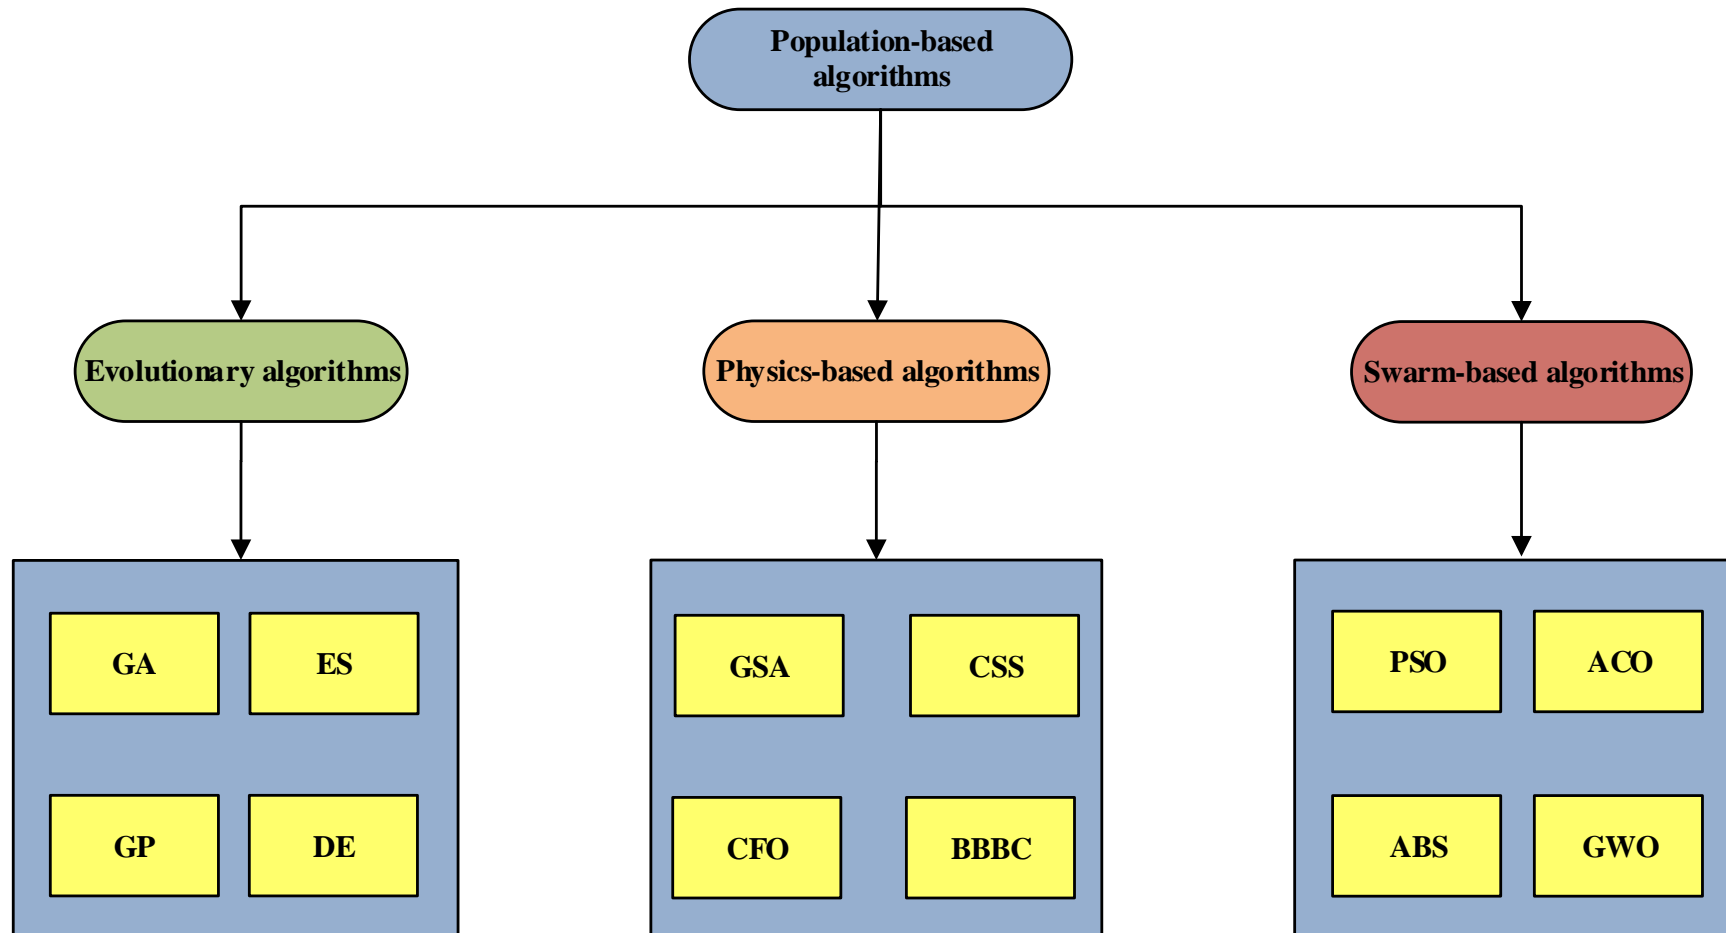 Population-based
algorithms
Evolutionary algorithms
Physics-based algorithms
Swarm-based algorithms
GA
ES
GP
DE
GSA
CSS
CFO
BBBC
PSO
ACO
ABS
GWO